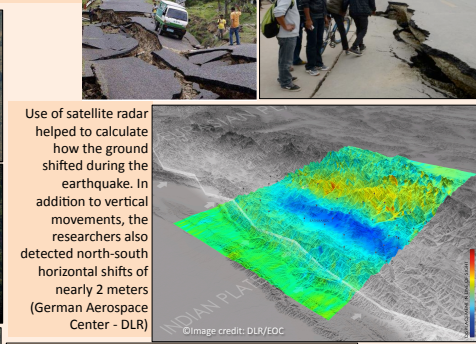 Use of satellite radar
helped to calculate
how the ground
shifted during the
earthquake. In
addition to vertical
movements, the
researchers also
detected north-south
horizontal shifts of
nearly 2 meters
(German Aerospace
Center - DLR)
INDIAN PLATE
©Image credit: DLR/EOC